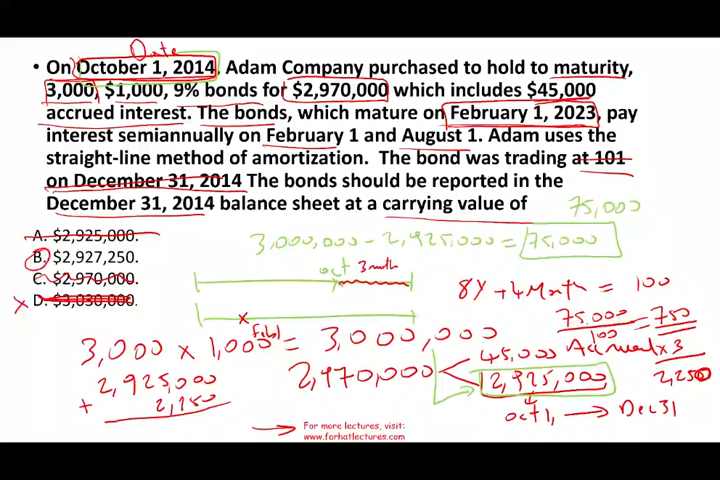 Date
• On October 1, 2014, Adam Company purchased to hold to maturity,
3,000, $1,000, 9% bonds for $2,970,000 which includes $45,000
accrued interest. The bonds, which mature on February 1, 2023, pay
interest semiannually on February 1 and August 1. Adam uses the
straight-line method of amortization. The bond was trading at 101
on December 31, 2014 The bonds should be reported in the
December 31, 2014 balance sheet at a carrying value of
75,000
A. $2,925,000.
3,000,000 - 2,925,000 = 75,000
B. $2,927,250.
oct 3 month
C. $2,970,000.
8Y + 4 Month = 100
D. $3,030,000.
75,000 / 100 = 750
Feb1
3,000 x 1,000 = 3,000,000
45,000 Accrued x 3
2,250
2,925,000
2,970,000
2,925,000
+ 2,250
oct 1, → Dec 31
For more lectures, visit:
www.farhatlectures.com